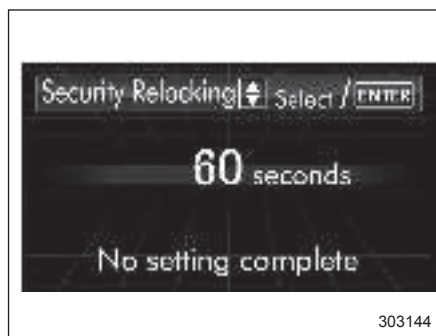 Security Relocking Select / ENTER
60 seconds
No setting complete
303144